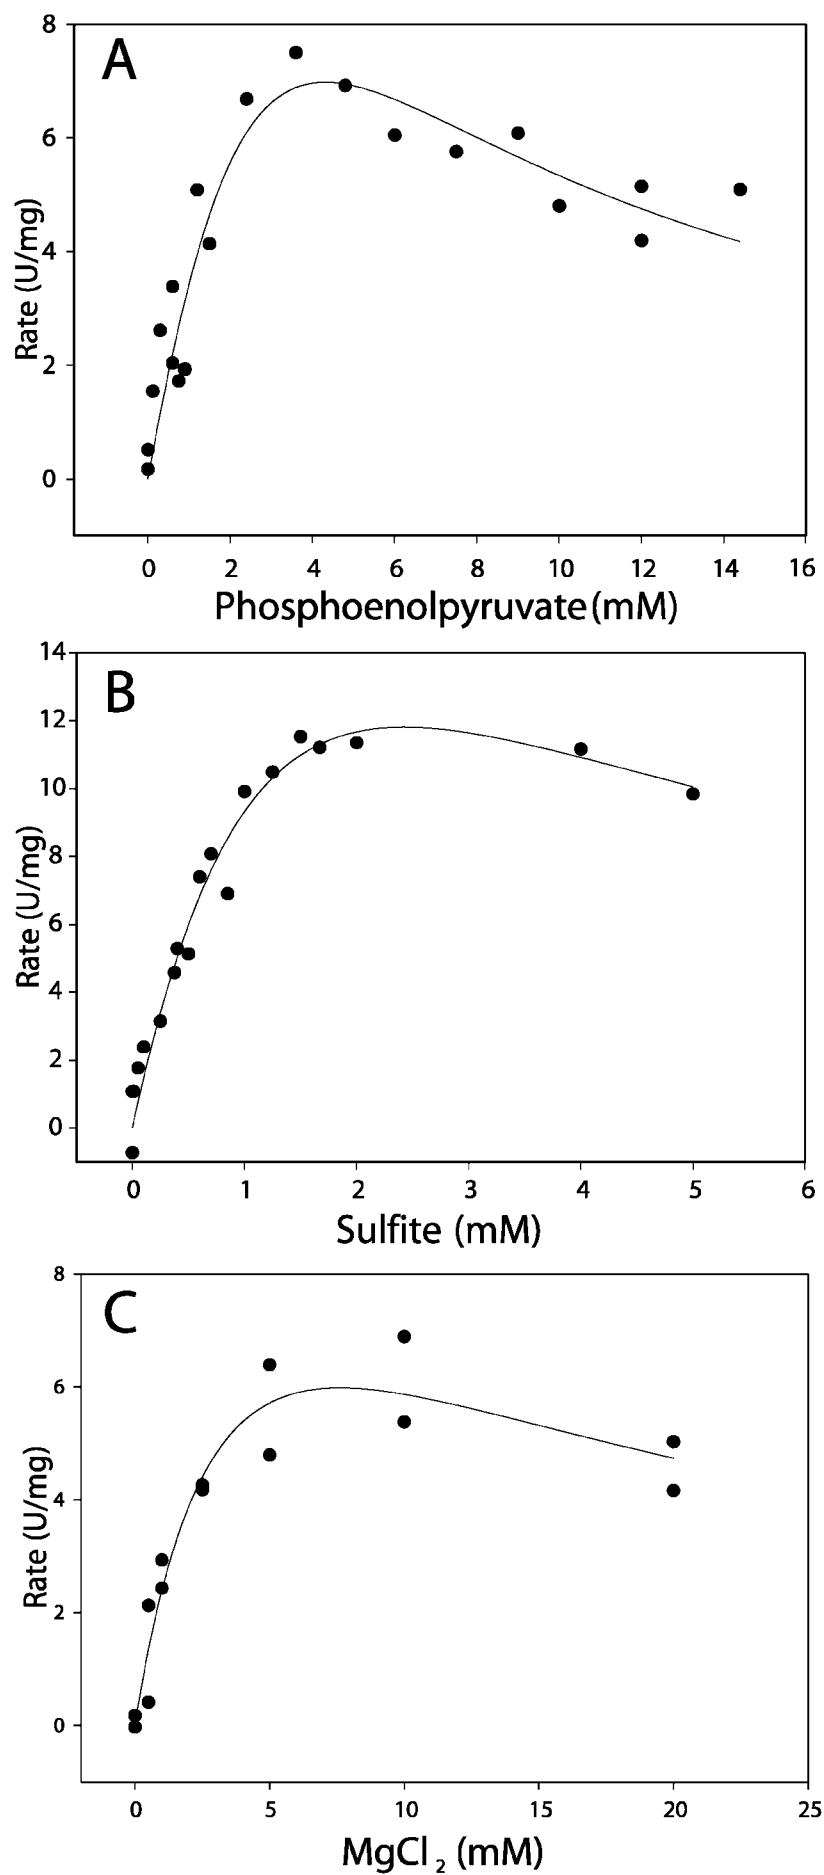 A
8
6
4
2
0
Rate (U/mg)
0 2 4 6 8 10 12 14 16
Phosphoenolpyruvate (mM)
B
14
12
10
8
6
4
2
0
Rate (U/mg)
0 1 2 3 4 5 6
Sulfite (mM)
C
8
6
4
2
0
Rate (U/mg)
0 5 10 15 20 25
MgCl₂ (mM)